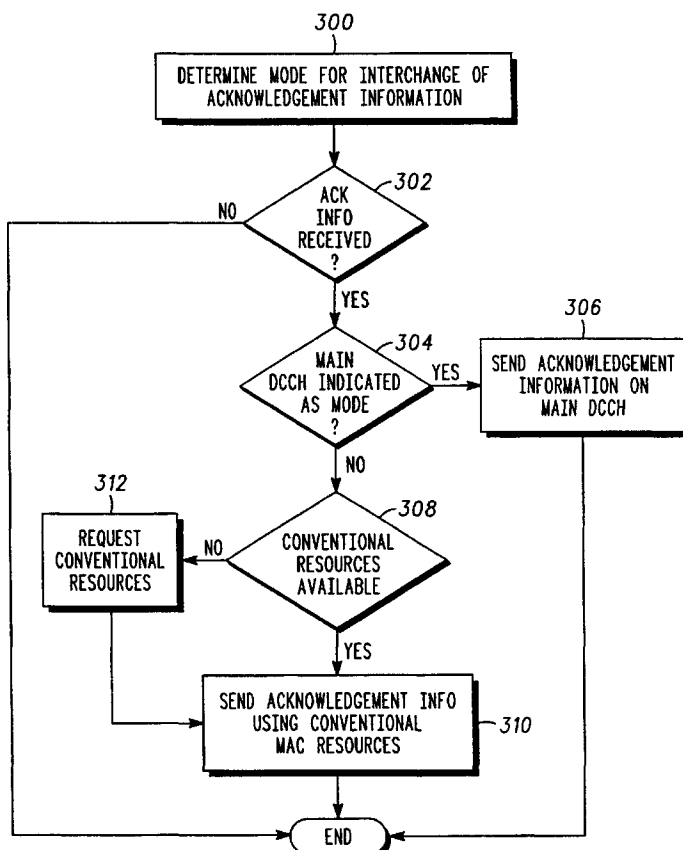 300
DETERMINE MODE FOR INTERCHANGE OF
ACKNOWLEDGEMENT INFORMATION
302
NO
ACK
INFO
RECEIVED
?
YES
304
306
MAIN
DCCH INDICATED
AS MODE
?
YES
SEND ACKNOWLEDGEMENT
INFORMATION ON
MAIN DCCH
NO
312
308
REQUEST
CONVENTIONAL
RESOURCES
NO
CONVENTIONAL
RESOURCES
AVAILABLE
YES
SEND ACKNOWLEDGEMENT INFO
USING CONVENTIONAL
MAC RESOURCES
310
END